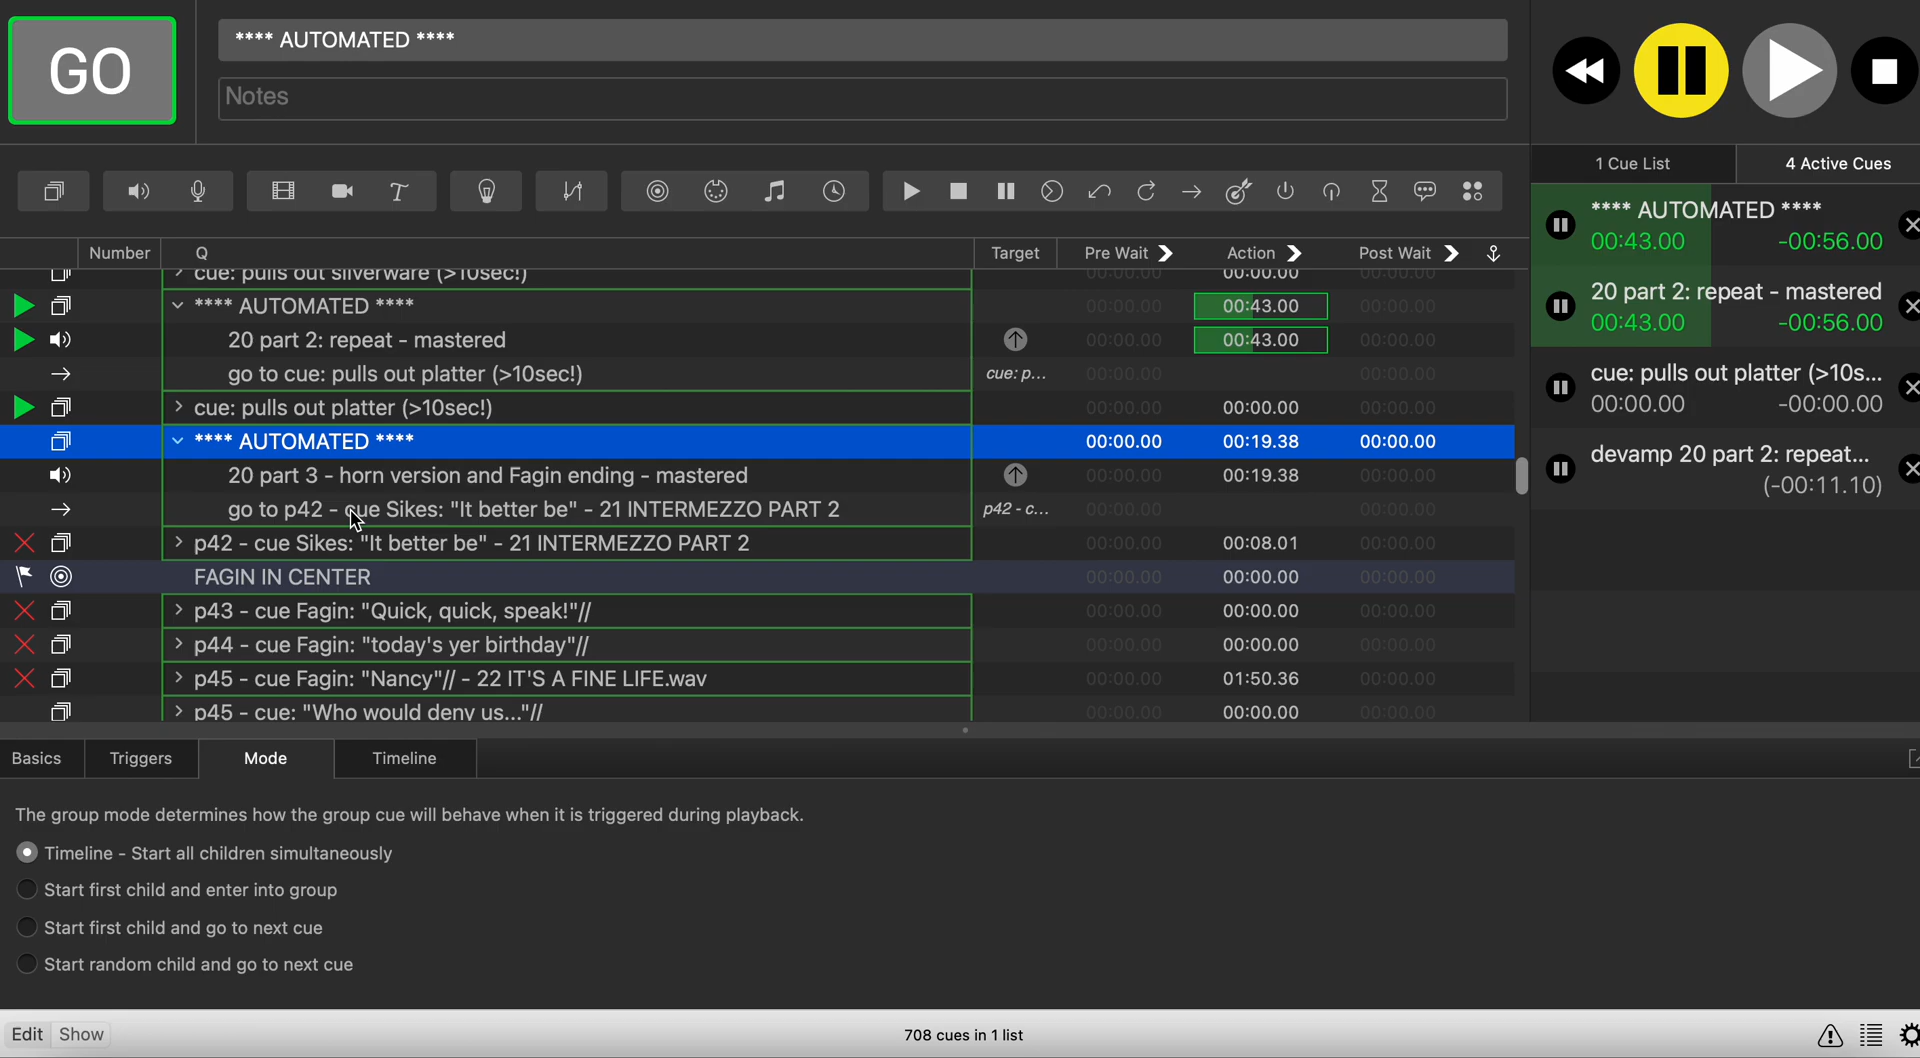 GO
**** AUTOMATED ****
Notes
1 Cue List
4 Active Cues
Number Q Target Pre Wait Action Post Wait
cue: pulls out silverware (>10sec!) 00:00.00 00:00.00 00:00.00
**** AUTOMATED **** 00:00.00 00:43.00 00:00.00
20 part 2: repeat - mastered 00:00.00 00:43.00 00:00.00
go to cue: pulls out platter (>10sec!) cue: p... 00:00.00 00:00.00
cue: pulls out platter (>10sec!) 00:00.00 00:00.00 00:00.00
**** AUTOMATED **** 00:00.00 00:19.38 00:00.00
20 part 3 - horn version and Fagin ending - mastered 00:00.00 00:19.38 00:00.00
go to p42 - cue Sikes: "It better be" - 21 INTERMEZZO PART 2 p42 - c... 00:00.00 00:00.00
p42 - cue Sikes: "It better be" - 21 INTERMEZZO PART 2 00:00.00 00:08.01 00:00.00
FAGIN IN CENTER 00:00.00 00:00.00 00:00.00
p43 - cue Fagin: "Quick, quick, speak!"// 00:00.00 00:00.00 00:00.00
p44 - cue Fagin: "today's yer birthday"// 00:00.00 00:00.00 00:00.00
p45 - cue Fagin: "Nancy"// - 22 IT'S A FINE LIFE.wav 00:00.00 01:50.36 00:00.00
p45 - cue: "Who would deny us..."// 00:00.00 00:00.00 00:00.00
**** AUTOMATED ****
00:43.00 -00:56.00
20 part 2: repeat - mastered
00:43.00 -00:56.00
cue: pulls out platter (>10s...
00:00.00 -00:00.00
devamp 20 part 2: repeat...
(-00:11.10)
Basics Triggers Mode Timeline
The group mode determines how the group cue will behave when it is triggered during playback.
Timeline - Start all children simultaneously
Start first child and enter into group
Start first child and go to next cue
Start random child and go to next cue
Edit Show 708 cues in 1 list